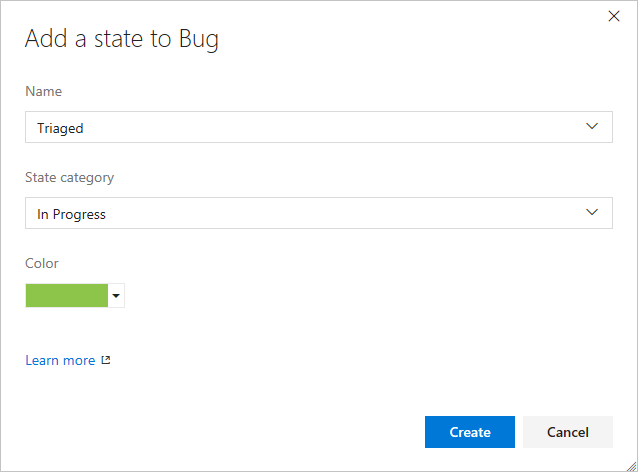 Add a state to Bug
Name
Triaged
State category
In Progress
Color
Learn more
Create Cancel